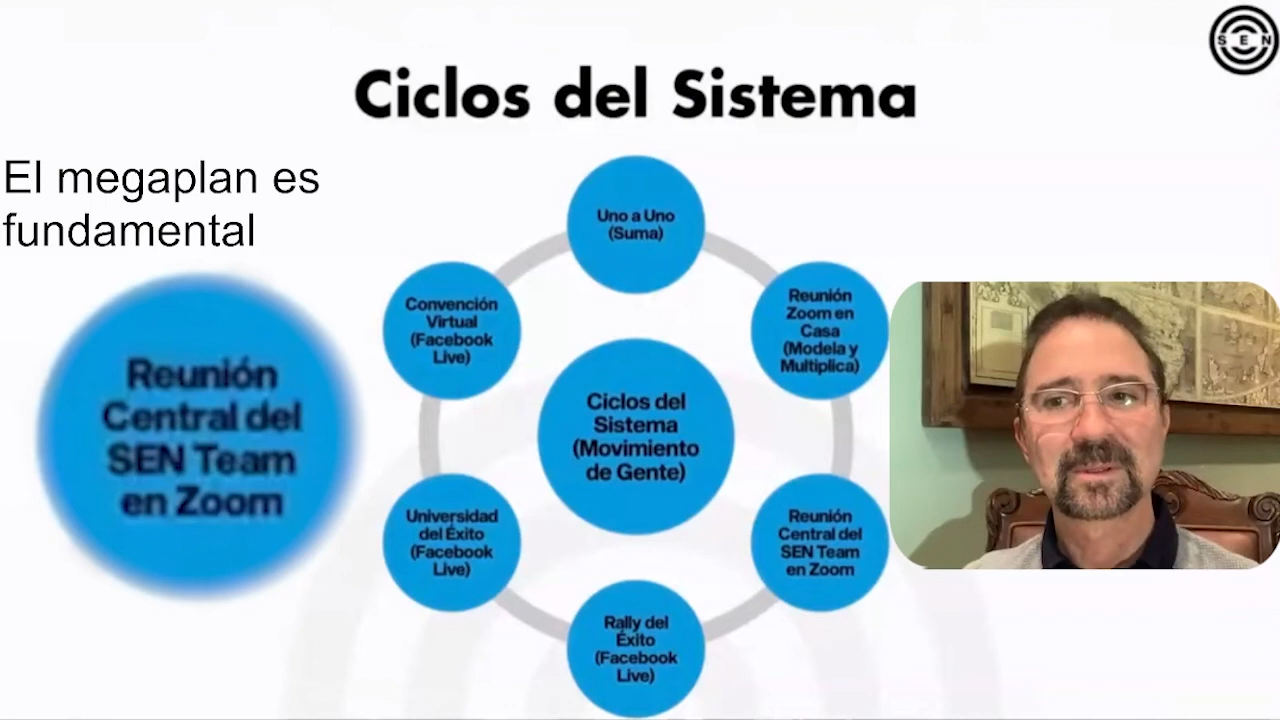 SEN
Ciclos del Sistema
El megaplan es
fundamental
Reunión
Central del
SEN Team
en Zoom
Uno a Uno
(Suma)
Reunión
Zoom en
Casa
(Modela y
Multiplica)
Reunión
Central del
SEN Team
en Zoom
Rally del
Éxito
(Facebook
Live)
Universidad
del Éxito
(Facebook
Live)
Convención
Virtual
(Facebook
Live)
Ciclos del
Sistema
(Movimiento
de Gente)